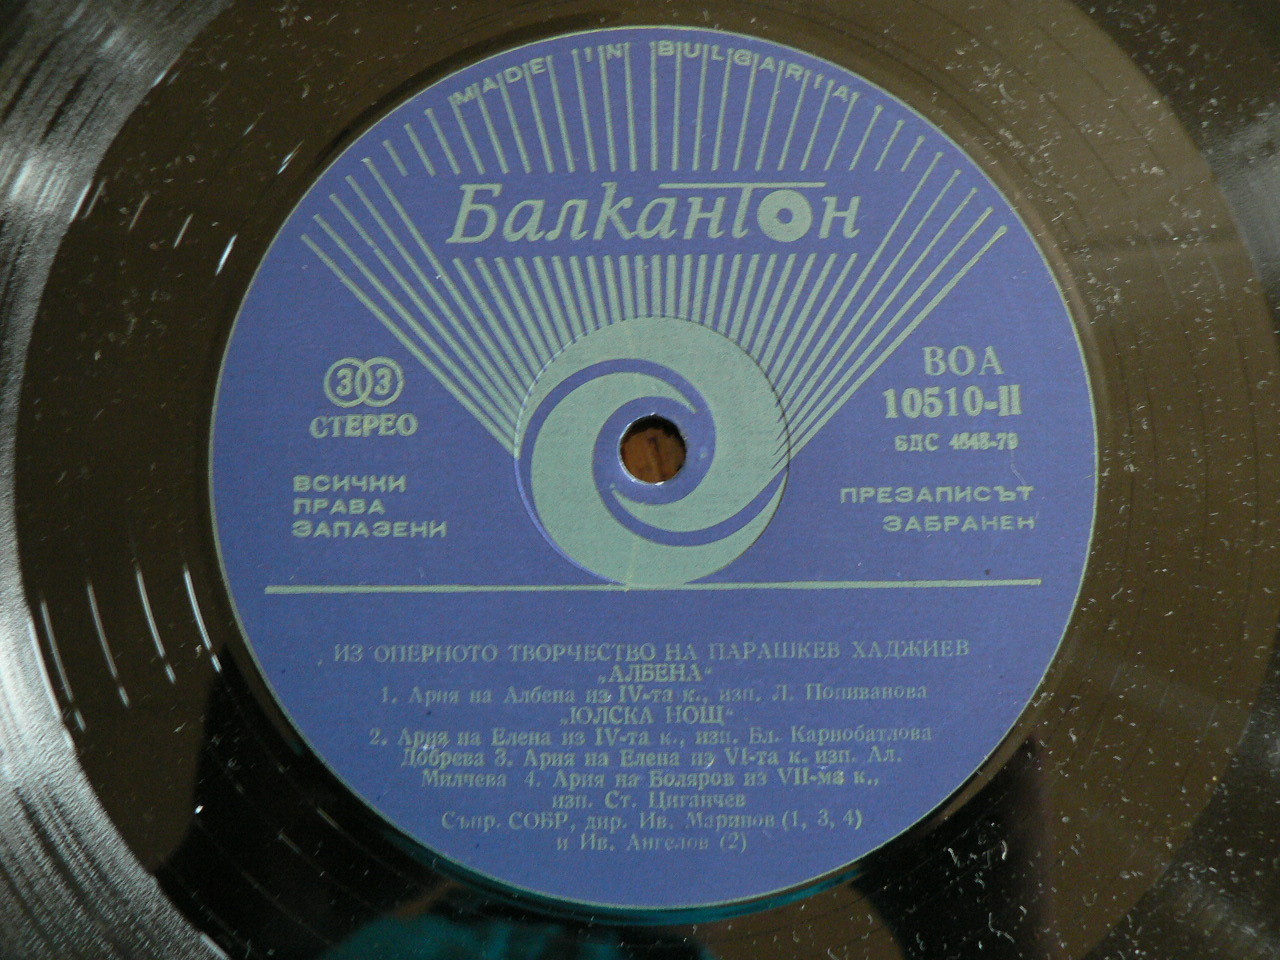 MADE IN BULGARIA
Балкантон
33
СТЕРЕО
ВСИЧКИ
ПРАВА
ЗАПАЗЕНИ
ВОА
10510-II
БДС 4648-79
ПРЕЗАПИСЪТ
ЗАБРАНЕН
ИЗ ОПЕРНОТО ТВОРЧЕСТВО НА ПАРАШКЕВ ХАДЖИЕВ
„АЛБЕНА“
1. Ария на Албена из IV-та к., изп. Л. Попиванова
„ЮЛСКА НОЩ“
2. Ария на Елена из IV-та к., изп. Бл. Карнобатлова
Добрева 3. Ария на Елена из VI-та к. изп. Ал.
Милчева 4. Ария на Боляров из VII-ма к.,
изп. Ст. Циганчев
Съпр. СОБР, дир. Ив. Маринов (1, 3, 4)
и Ив. Ангелов (2)